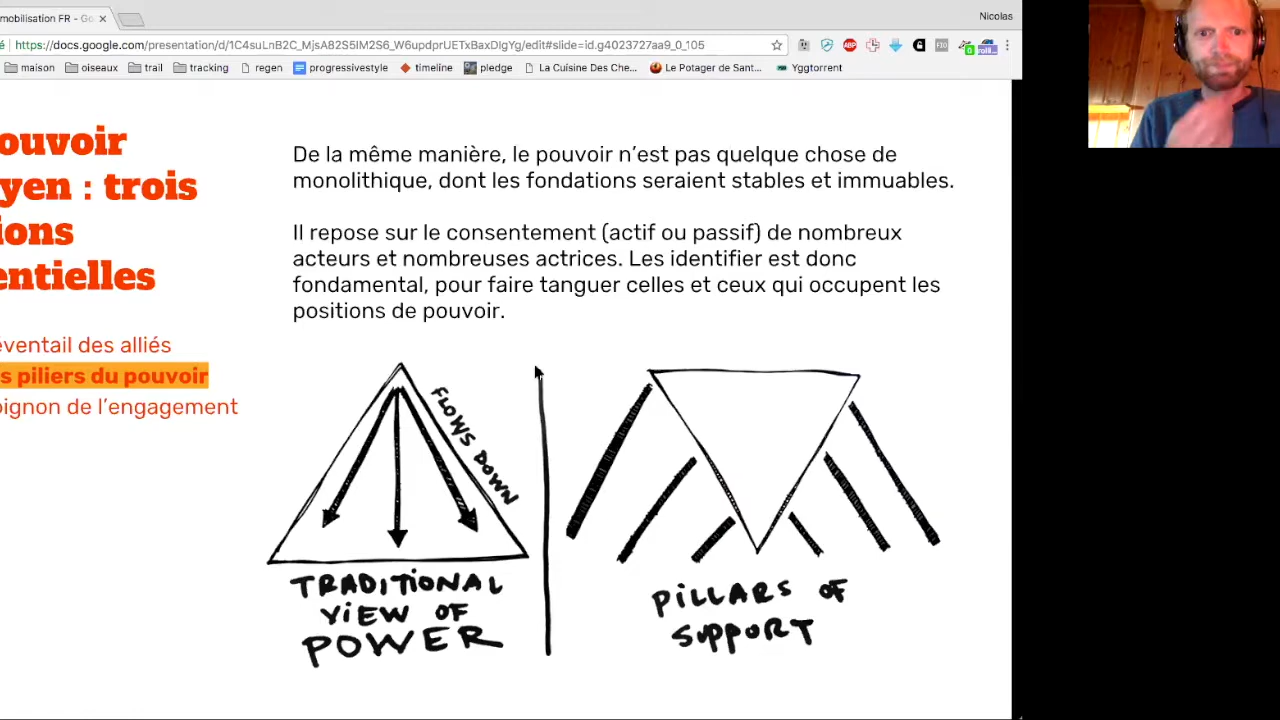 mobilisation FR - Go
Nicolas
https://docs.google.com/presentation/d/1C4suLnB2C_MjsA82S5IM2S6_W6updprUETxBaxDIgYg/edit#slide=id.g4023727aa9_0_105
maison oiseaux trail tracking regen progressivestyle timeline pledge La Cuisine Des Che... Le Potager de Sant... Yggtorrent
ouvoir
yen : trois
ions
entielles
éventail des alliés
s piliers du pouvoir
oignon de l'engagement
De la même manière, le pouvoir n'est pas quelque chose de
monolithique, dont les fondations seraient stables et immuables.
Il repose sur le consentement (actif ou passif) de nombreux
acteurs et nombreuses actrices. Les identifier est donc
fondamental, pour faire tanguer celles et ceux qui occupent les
positions de pouvoir.
FLOWS DOWN
TRADITIONAL
VIEW OF
POWER
PILLARS OF
SUPPORT